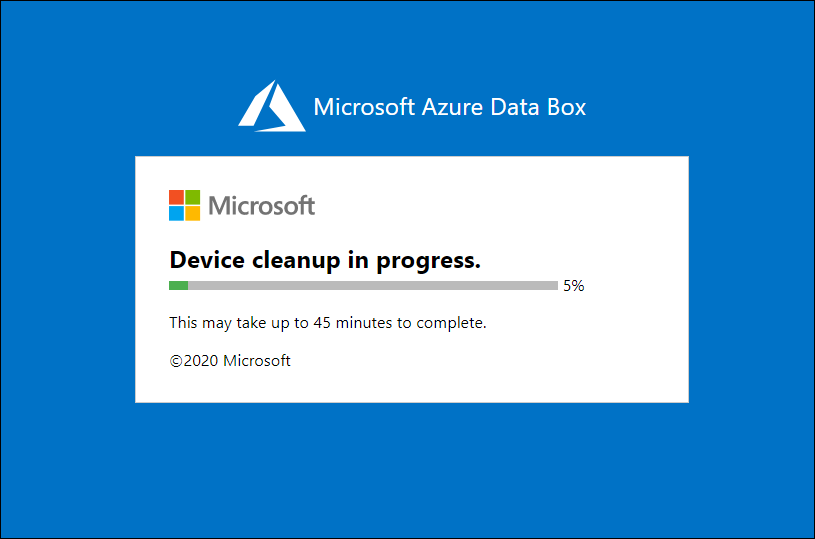 Microsoft Azure Data Box
Microsoft
Device cleanup in progress.
5%
This may take up to 45 minutes to complete.
©2020 Microsoft